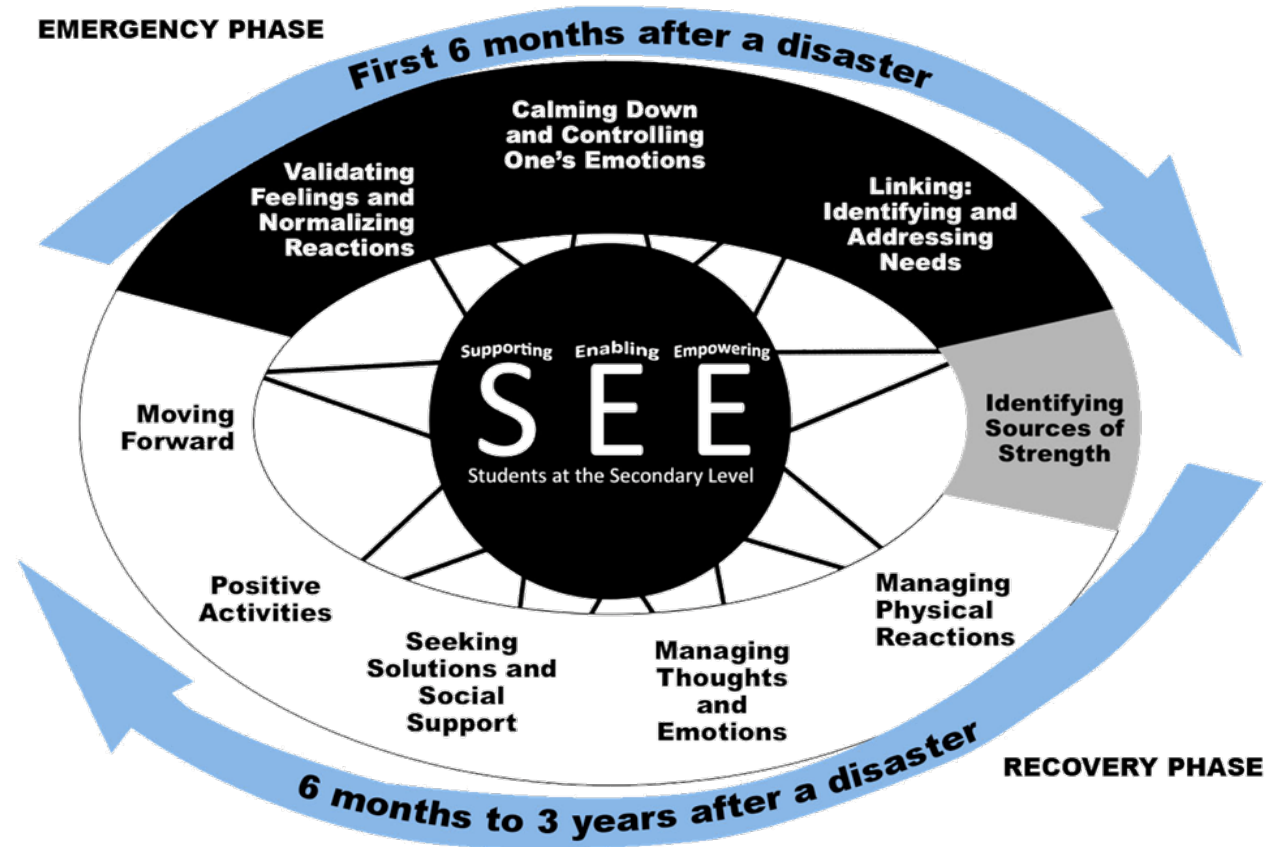 EMERGENCY PHASE
First 6 months after a disaster
Calming Down
and Controlling
One's Emotions
Validating
Feelings and
Normalizing
Reactions
Linking:
Identifying and
Addressing
Needs
Supporting Enabling Empowering
S E E
Students at the Secondary Level
Identifying
Sources of
Strength
Moving
Forward
Managing
Physical
Reactions
Positive
Activities
Seeking
Solutions and
Social
Support
Managing
Thoughts
and
Emotions
6 months to 3 years after a disaster
RECOVERY PHASE